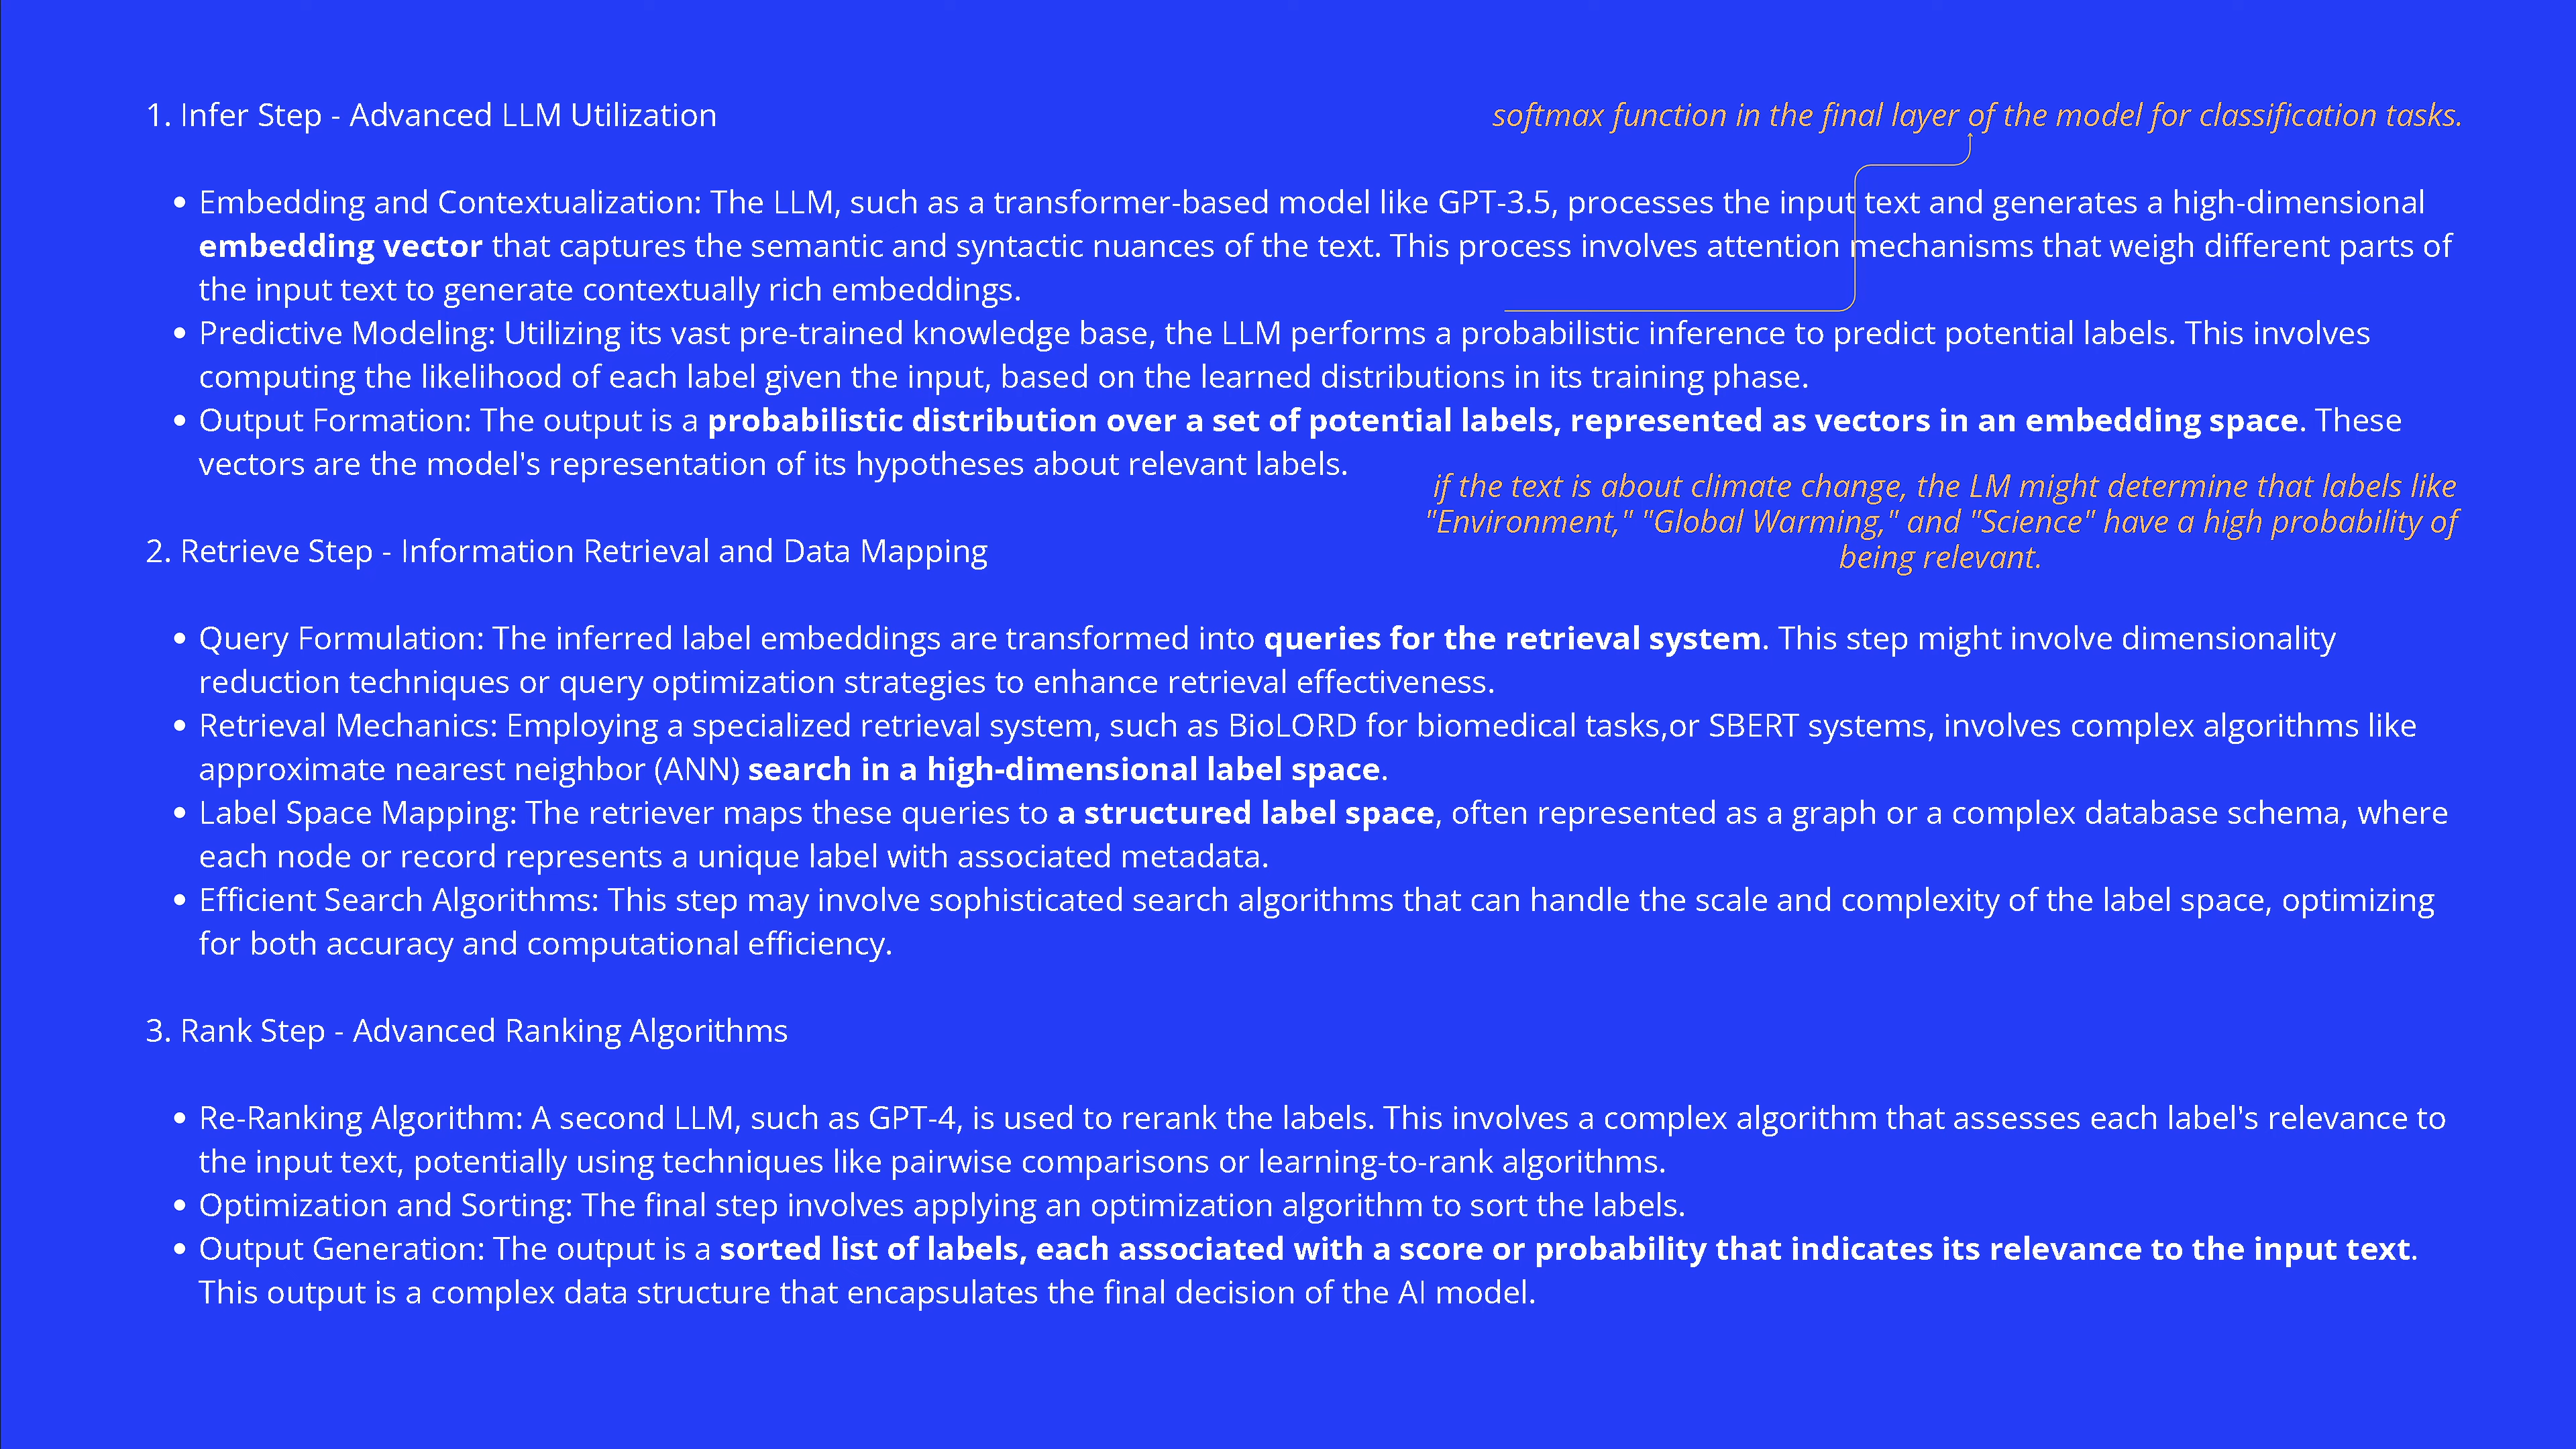 1. Infer Step - Advanced LLM Utilization
softmax function in the final layer of the model for classification tasks.
• Embedding and Contextualization: The LLM, such as a transformer-based model like GPT-3.5, processes the input text and generates a high-dimensional
embedding vector that captures the semantic and syntactic nuances of the text. This process involves attention mechanisms that weigh different parts of
the input text to generate contextually rich embeddings.
• Predictive Modeling: Utilizing its vast pre-trained knowledge base, the LLM performs a probabilistic inference to predict potential labels. This involves
computing the likelihood of each label given the input, based on the learned distributions in its training phase.
• Output Formation: The output is a probabilistic distribution over a set of potential labels, represented as vectors in an embedding space. These
vectors are the model's representation of its hypotheses about relevant labels.
if the text is about climate change, the LM might determine that labels like
"Environment," "Global Warming," and "Science" have a high probability of
being relevant.
2. Retrieve Step - Information Retrieval and Data Mapping
• Query Formulation: The inferred label embeddings are transformed into queries for the retrieval system. This step might involve dimensionality
reduction techniques or query optimization strategies to enhance retrieval effectiveness.
• Retrieval Mechanics: Employing a specialized retrieval system, such as BioLORD for biomedical tasks,or SBERT systems, involves complex algorithms like
approximate nearest neighbor (ANN) search in a high-dimensional label space.
• Label Space Mapping: The retriever maps these queries to a structured label space, often represented as a graph or a complex database schema, where
each node or record represents a unique label with associated metadata.
• Efficient Search Algorithms: This step may involve sophisticated search algorithms that can handle the scale and complexity of the label space, optimizing
for both accuracy and computational efficiency.
3. Rank Step - Advanced Ranking Algorithms
• Re-Ranking Algorithm: A second LLM, such as GPT-4, is used to rerank the labels. This involves a complex algorithm that assesses each label's relevance to
the input text, potentially using techniques like pairwise comparisons or learning-to-rank algorithms.
• Optimization and Sorting: The final step involves applying an optimization algorithm to sort the labels.
• Output Generation: The output is a sorted list of labels, each associated with a score or probability that indicates its relevance to the input text.
This output is a complex data structure that encapsulates the final decision of the AI model.